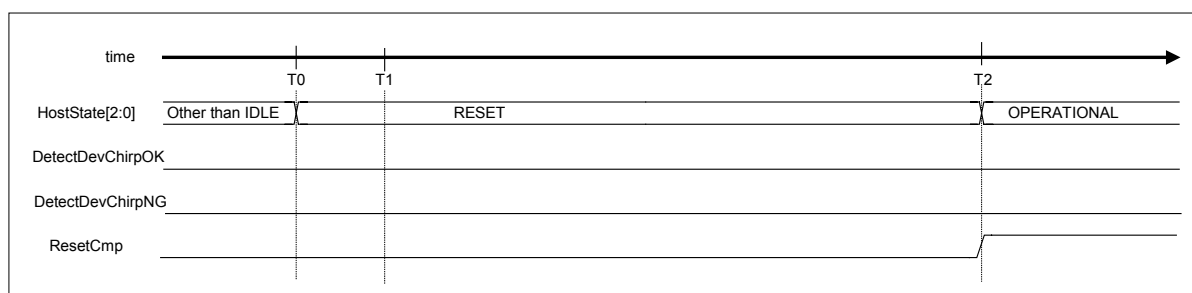 time
T0 T1 T2
HostState[2:0] Other than IDLE RESET OPERATIONAL
DetectDevChirpOK
DetectDevChirpNG
ResetCmp